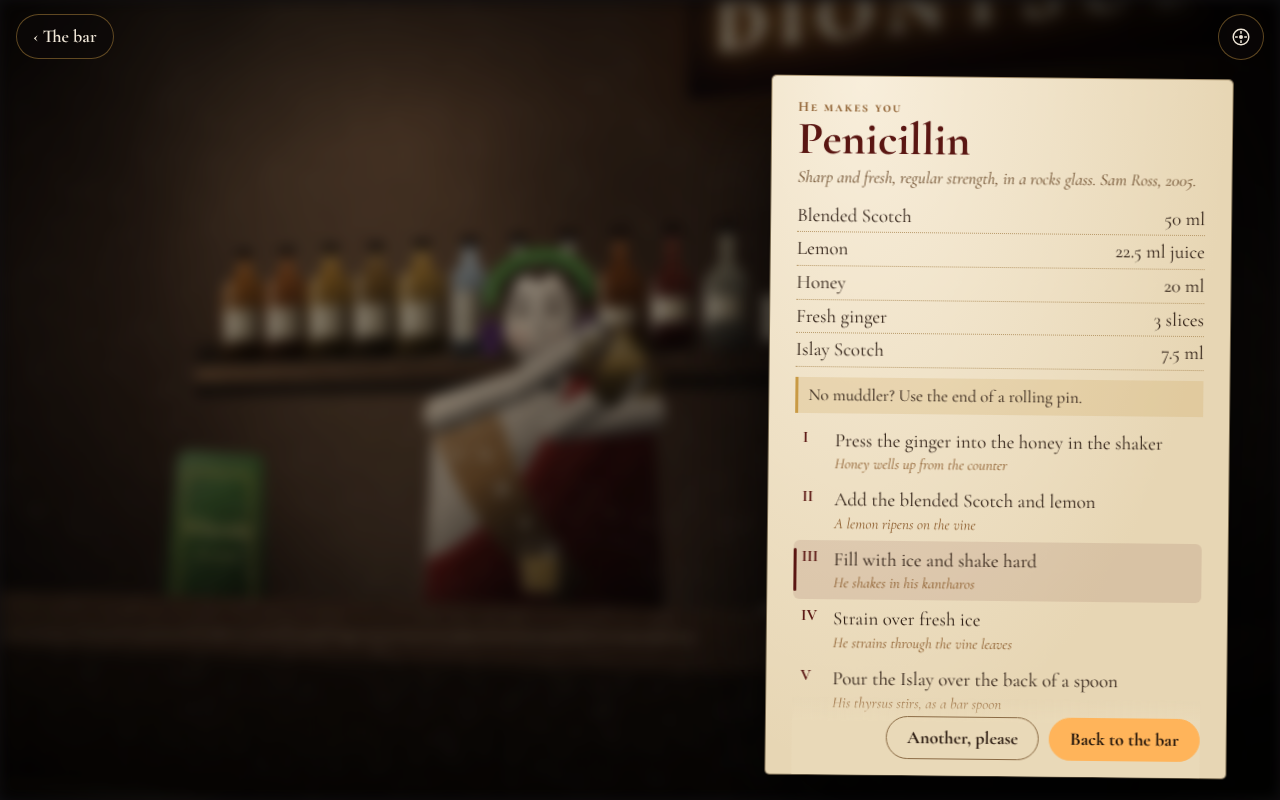 ‹ The bar
DIONYSUS
HE MAKES YOU
Penicillin
Sharp and fresh, regular strength, in a rocks glass. Sam Ross, 2005.
Blended Scotch 50 ml
Lemon 22.5 ml juice
Honey 20 ml
Fresh ginger 3 slices
Islay Scotch 7.5 ml
No muddler? Use the end of a rolling pin.
I Press the ginger into the honey in the shaker
Honey wells up from the counter
II Add the blended Scotch and lemon
A lemon ripens on the vine
III Fill with ice and shake hard
He shakes in his kantharos
IV Strain over fresh ice
He strains through the vine leaves
V Pour the Islay over the back of a spoon
His thyrsus stirs, as a bar spoon
Another, please
Back to the bar